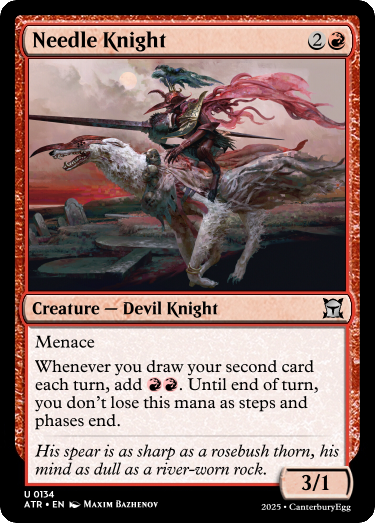 Needle Knight 2
Creature — Devil Knight
Menace
Whenever you draw your second card
each turn, add . Until end of turn,
you don't lose this mana as steps and
phases end.
His spear is as sharp as a rosebush thorn, his
mind as dull as a river-worn rock.
3/1
U 0134
ATR • EN Maxim Bazhenov
2025 • CanterburyEgg